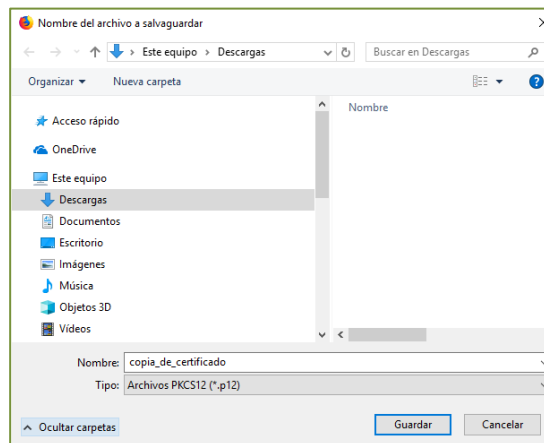 Nombre del archivo a salvaguardar
Este equipo > Descargas
Buscar en Descargas
Organizar
Nueva carpeta
Nombre
Acceso rápido
OneDrive
Este equipo
Descargas
Documentos
Escritorio
Imágenes
Música
Objetos 3D
Vídeos
Nombre: copia_de_certificado
Tipo: Archivos PKCS12 (*.p12)
Ocultar carpetas
Guardar
Cancelar